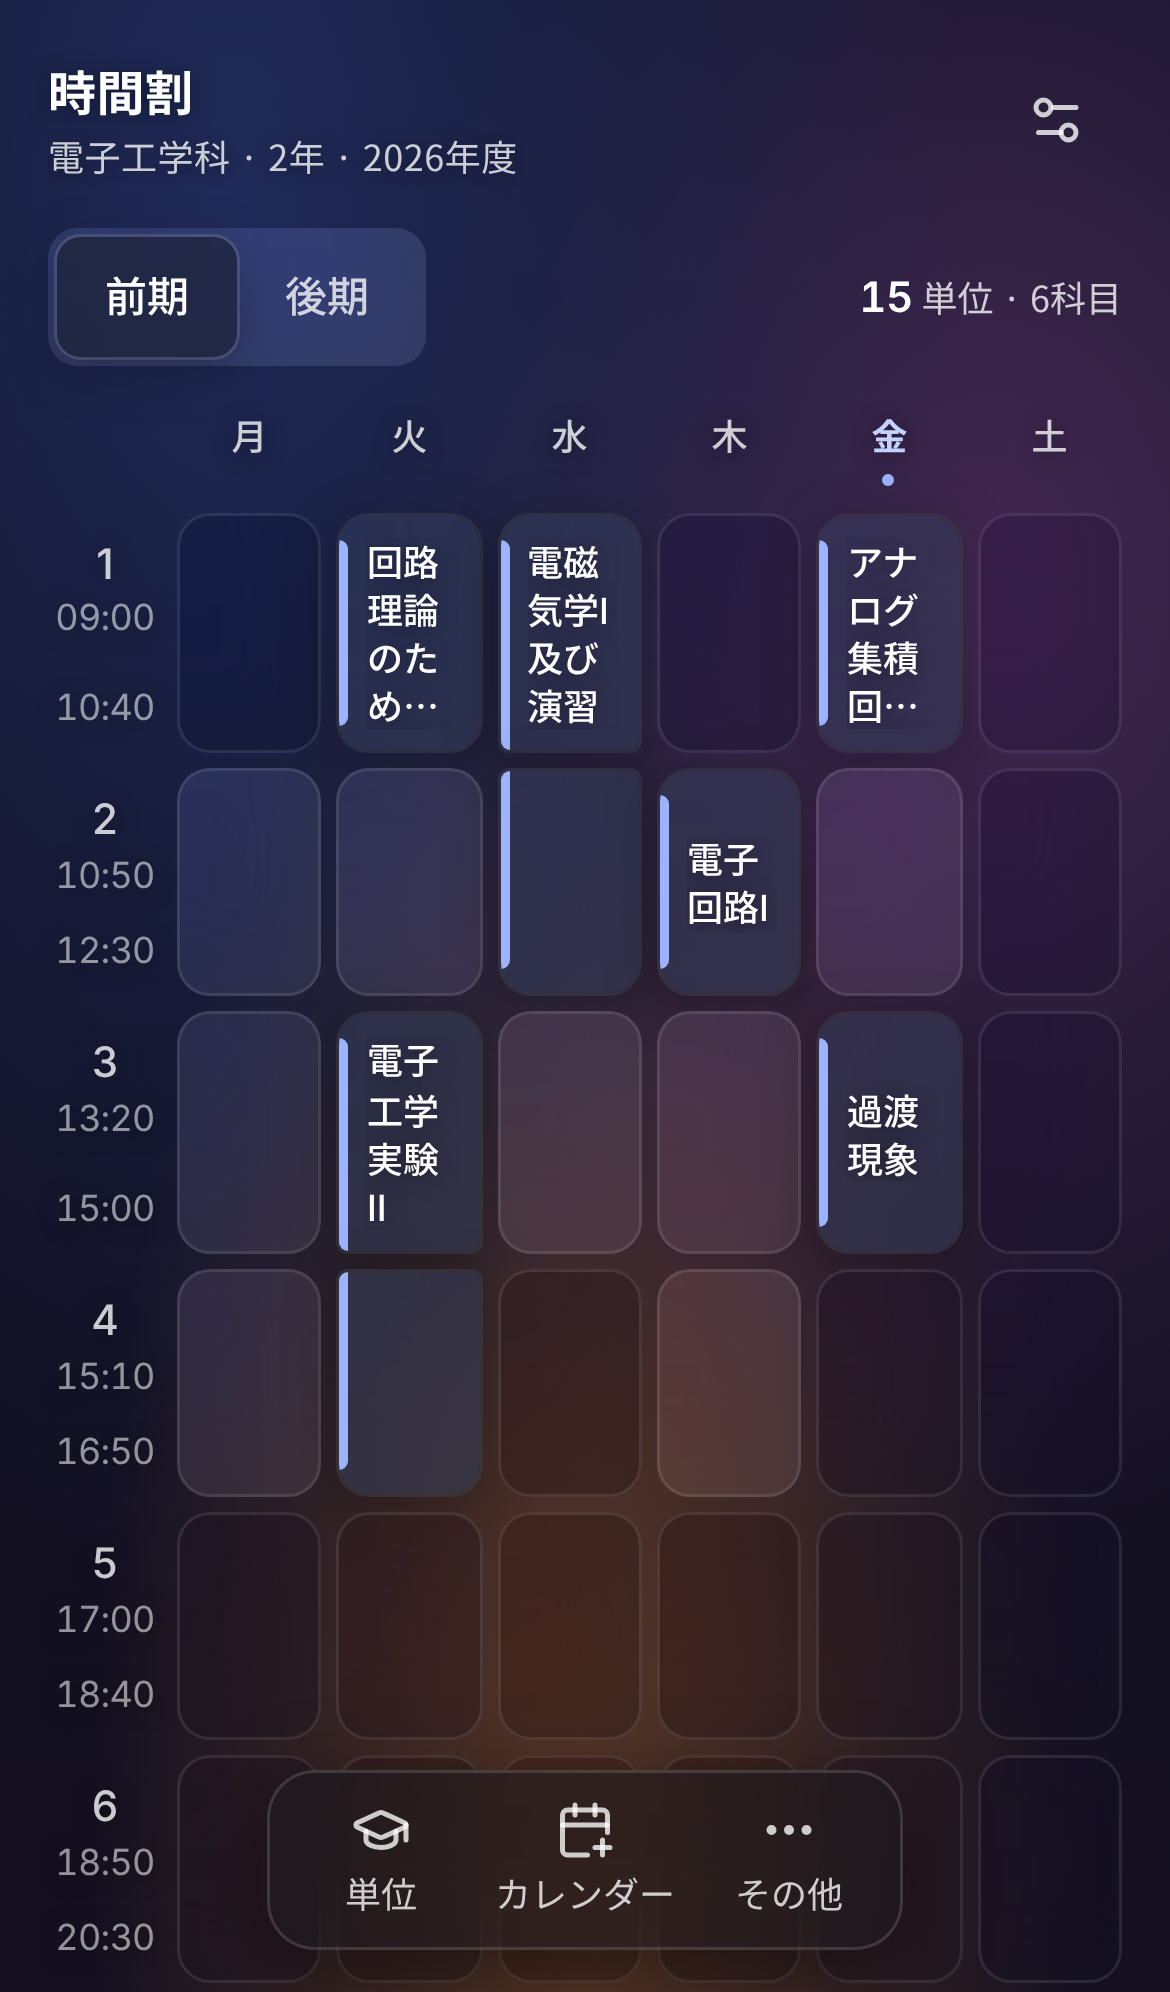 時間割
電子工学科 · 2年 · 2026年度
前期
後期
15 単位 · 6科目
月 火 水 木 金 土
1
09:00
10:40
回路
理論
のた
め…
電磁
気学I
及び
演習
アナ
ログ
集積
回…
2
10:50
12:30
電子
回路I
3
13:20
15:00
電子
工学
実験
II
過渡
現象
4
15:10
16:50
5
17:00
18:40
6
18:50
20:30
単位
カレンダー
その他